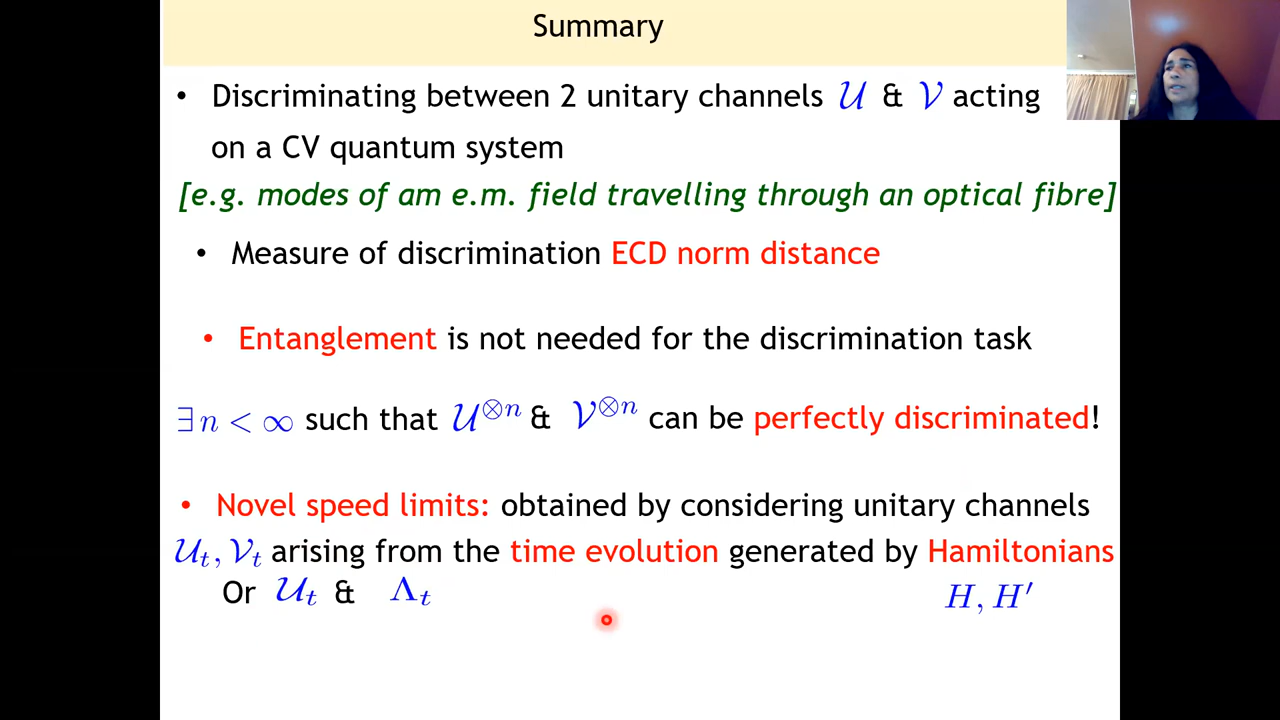 Summary
• Discriminating between 2 unitary channels 𝒰 & 𝒱 acting
on a CV quantum system
[e.g. modes of am e.m. field travelling through an optical fibre]
• Measure of discrimination ECD norm distance
• Entanglement is not needed for the discrimination task
∃ n < ∞ such that 𝒰^{⊗n} & 𝒱^{⊗n} can be perfectly discriminated!
• Novel speed limits: obtained by considering unitary channels
𝒰_t, 𝒱_t arising from the time evolution generated by Hamiltonians
Or 𝒰_t & Λ_t H, H′